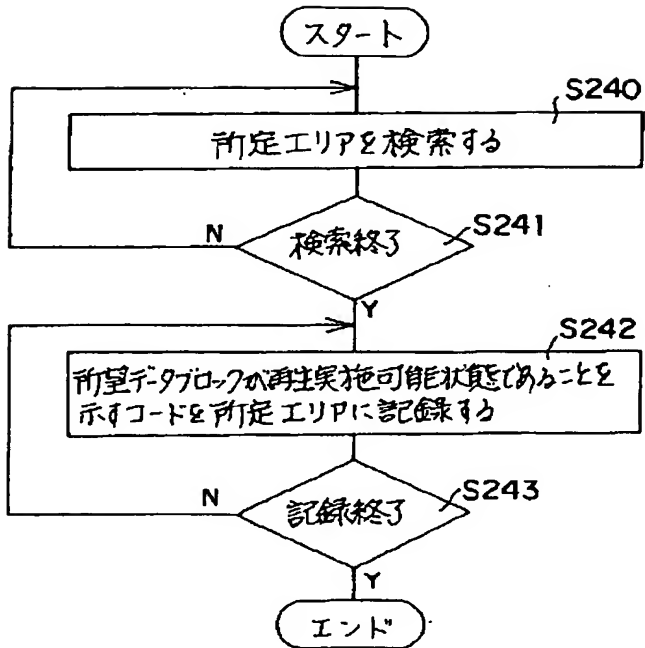 スタート
S240
所定エリアを検索する
N
検索終了
S241
Y
S242
所望データブロックが再生実施可能状態であることを
示すコードを所定エリアに記録する
N
記録終了
S243
Y
エンド